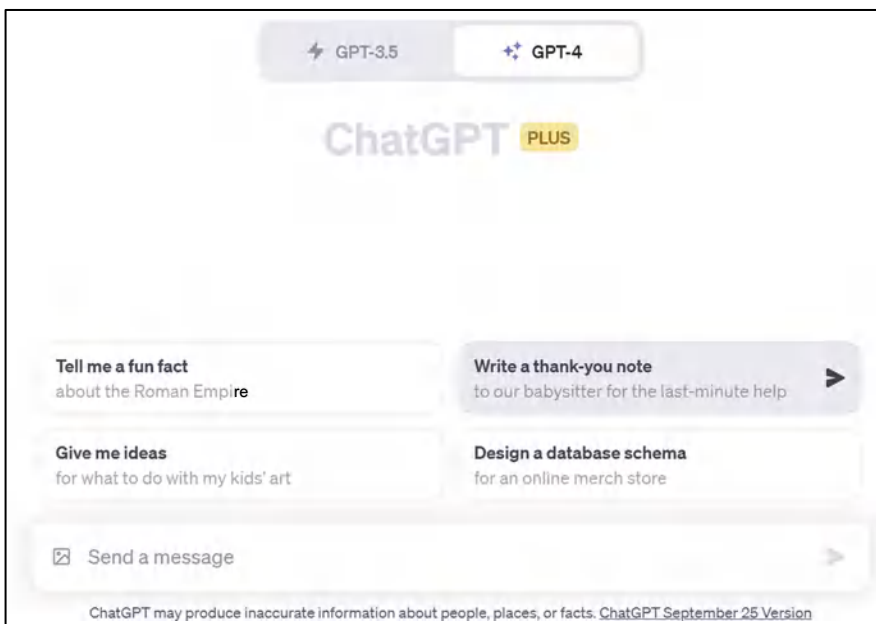 GPT-3.5
GPT-4
ChatGPT PLUS
Tell me a fun fact
about the Roman Empire
Write a thank-you note
to our babysitter for the last-minute help
Give me ideas
for what to do with my kids' art
Design a database schema
for an online merch store
Send a message
ChatGPT may produce inaccurate information about people, places, or facts. ChatGPT September 25 Version